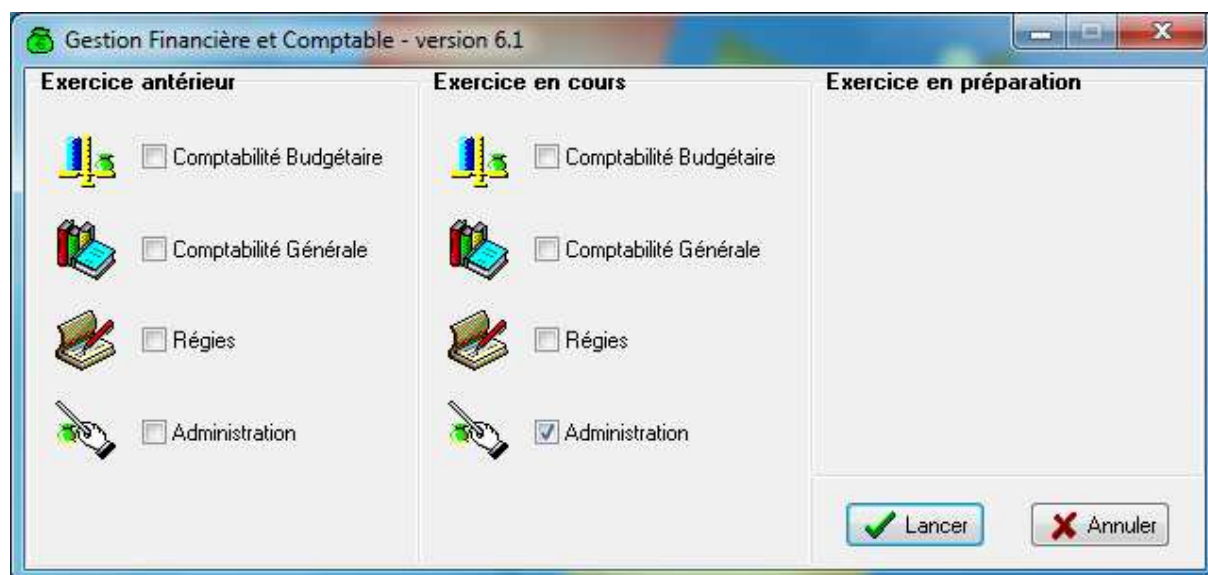 Gestion Financière et Comptable - version 6.1
Exercice antérieur
Comptabilité Budgétaire
Comptabilité Générale
Régies
Administration
Exercice en cours
Comptabilité Budgétaire
Comptabilité Générale
Régies
Administration
Exercice en préparation
Lancer
Annuler